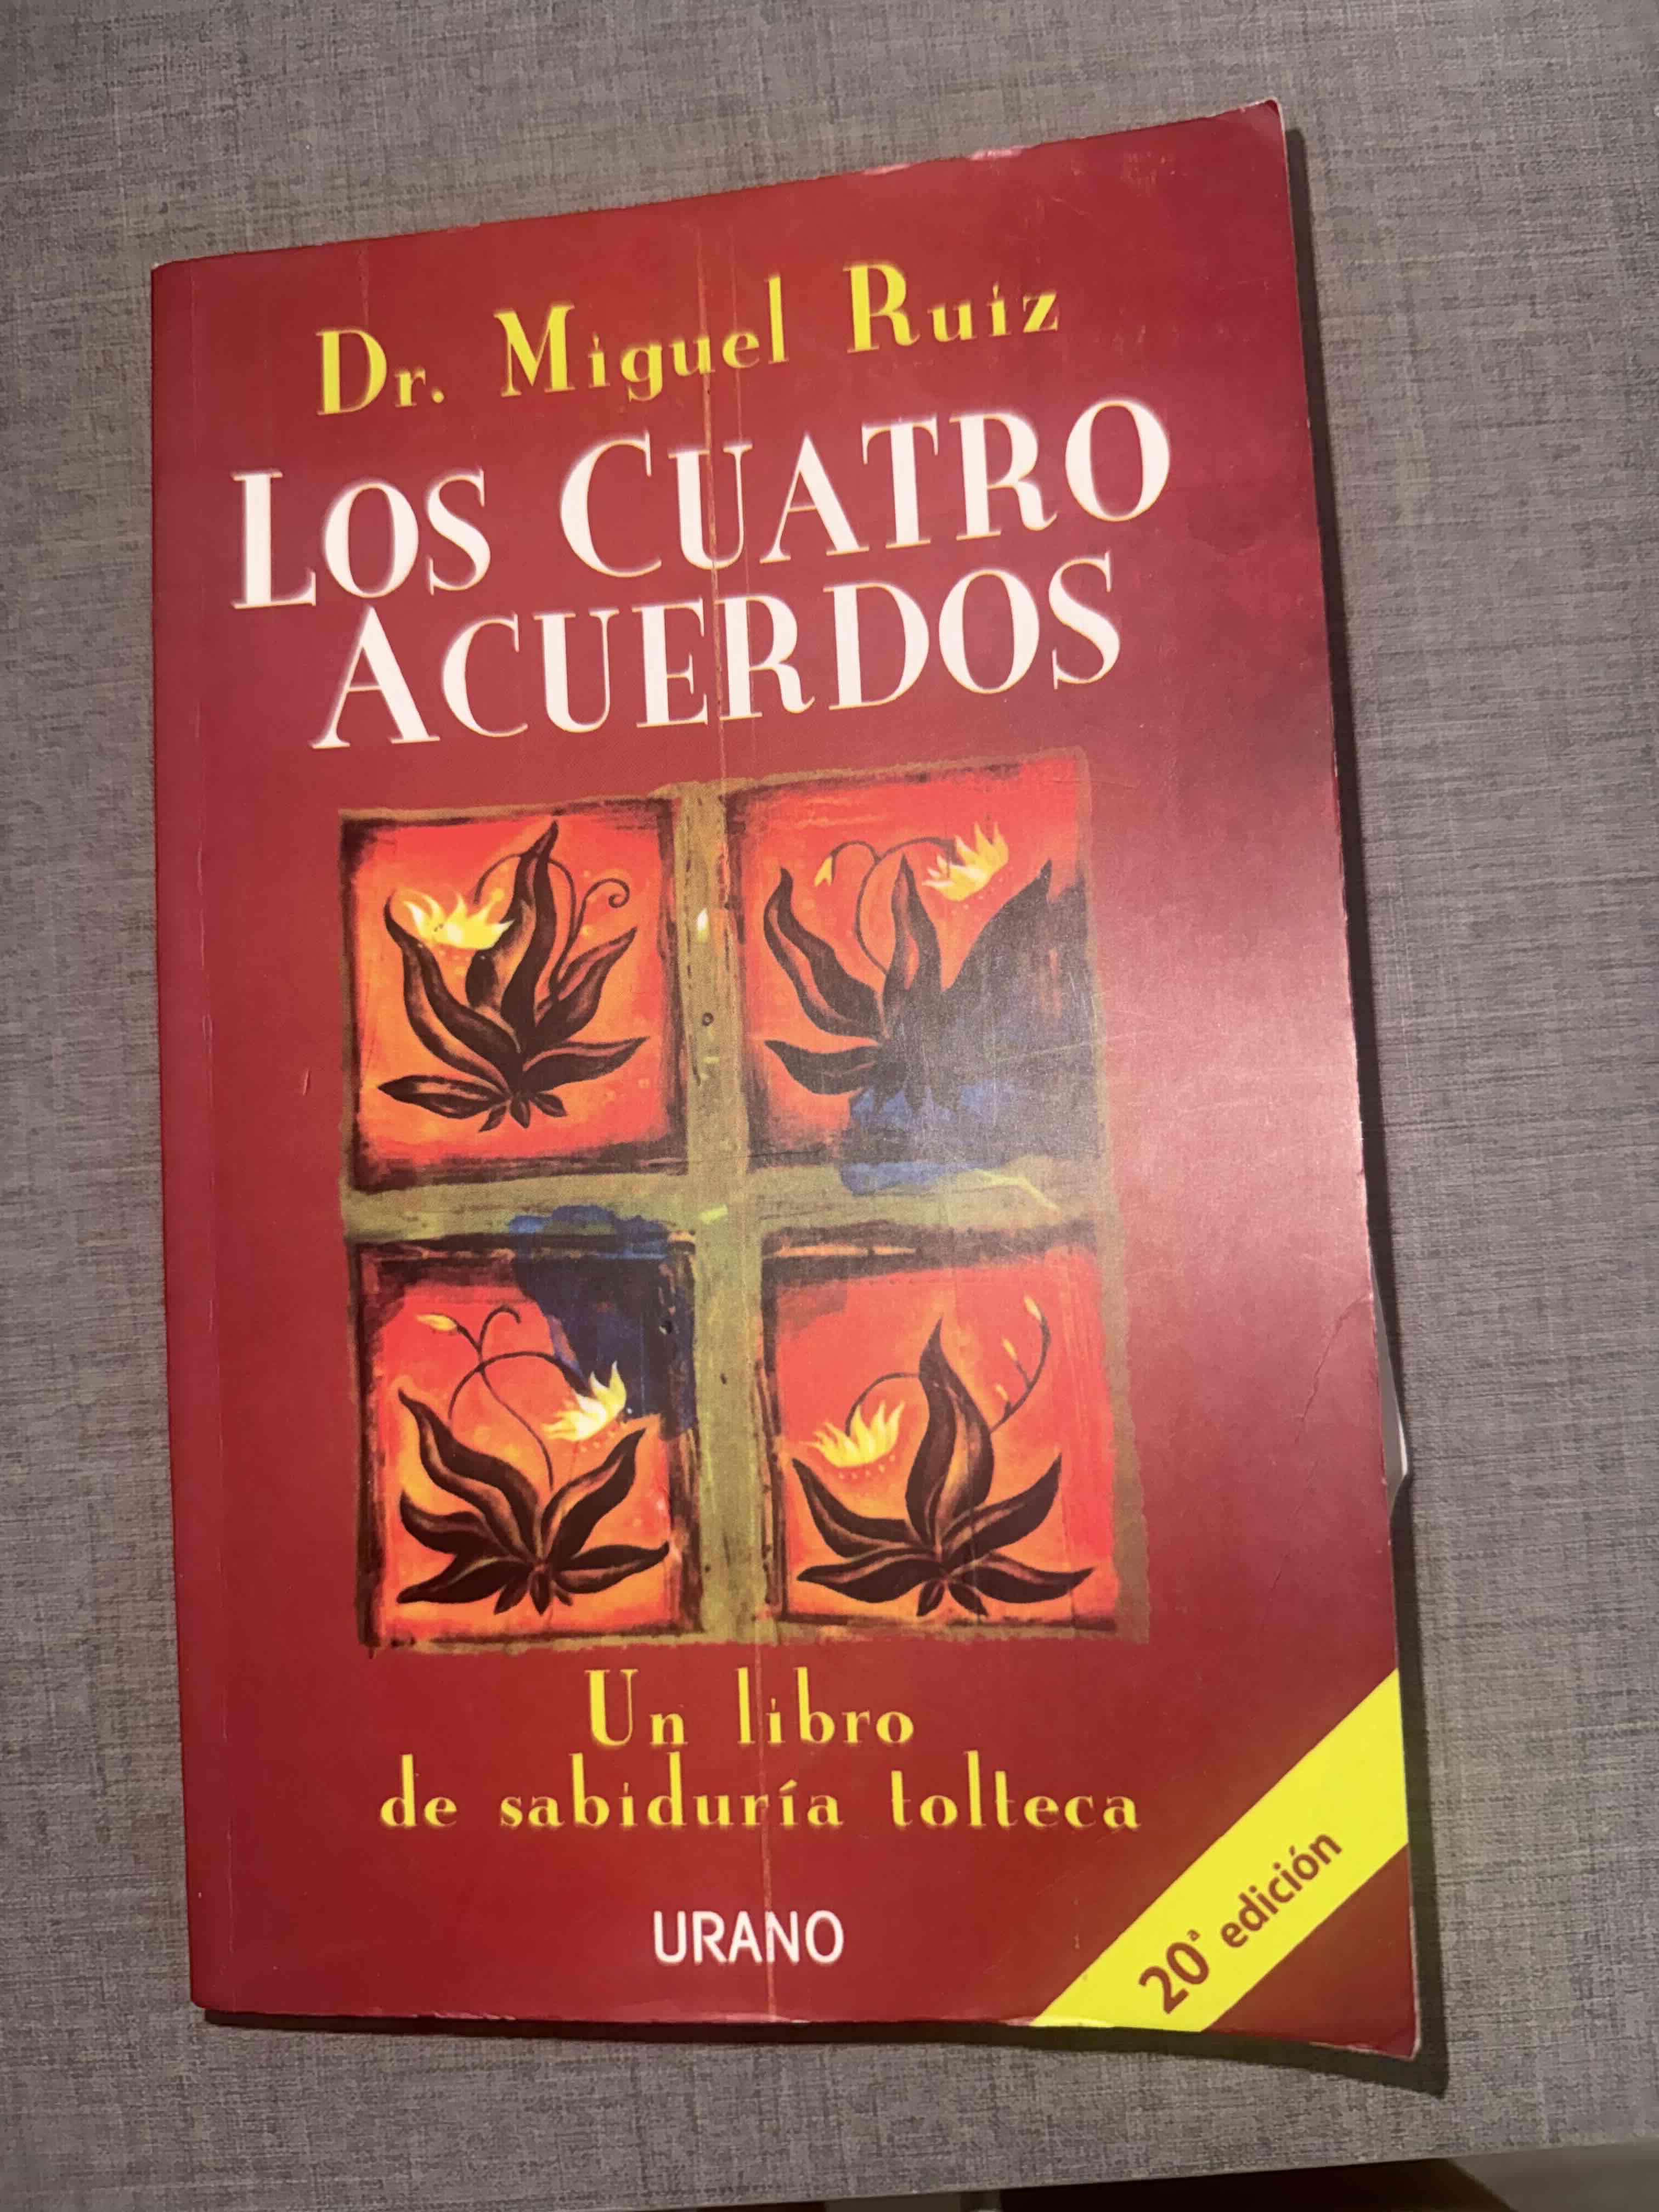 Dr. Miguel Ruiz
LOS CUATRO
ACUERDOS
Un libro
de sabiduría tolteca
URANO
20ª edición